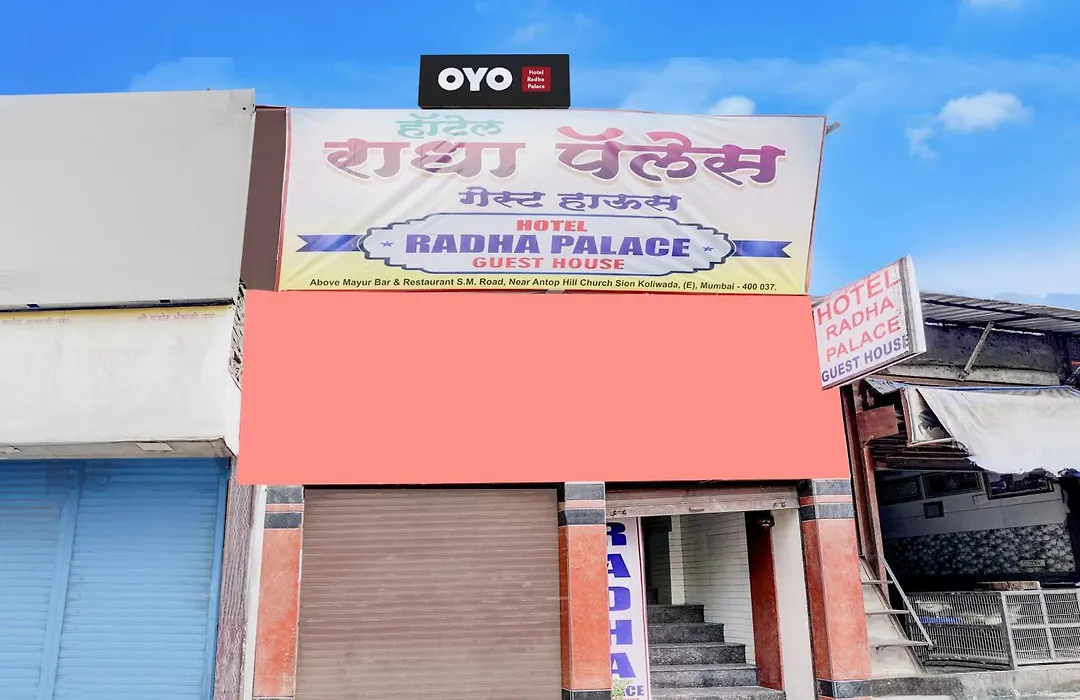 OYO
Hotel
Radha
Palace
हॉटेल
राधा पॅलेस
गेस्ट हाऊस
HOTEL
RADHA PALACE
GUEST HOUSE
Above Mayur Bar & Restaurant S.M. Road, Near Antop Hill Church Sion Koliwada, (E), Mumbai - 400 037.
HOTEL
RADHA
PALACE
GUEST HOUSE
RADHA